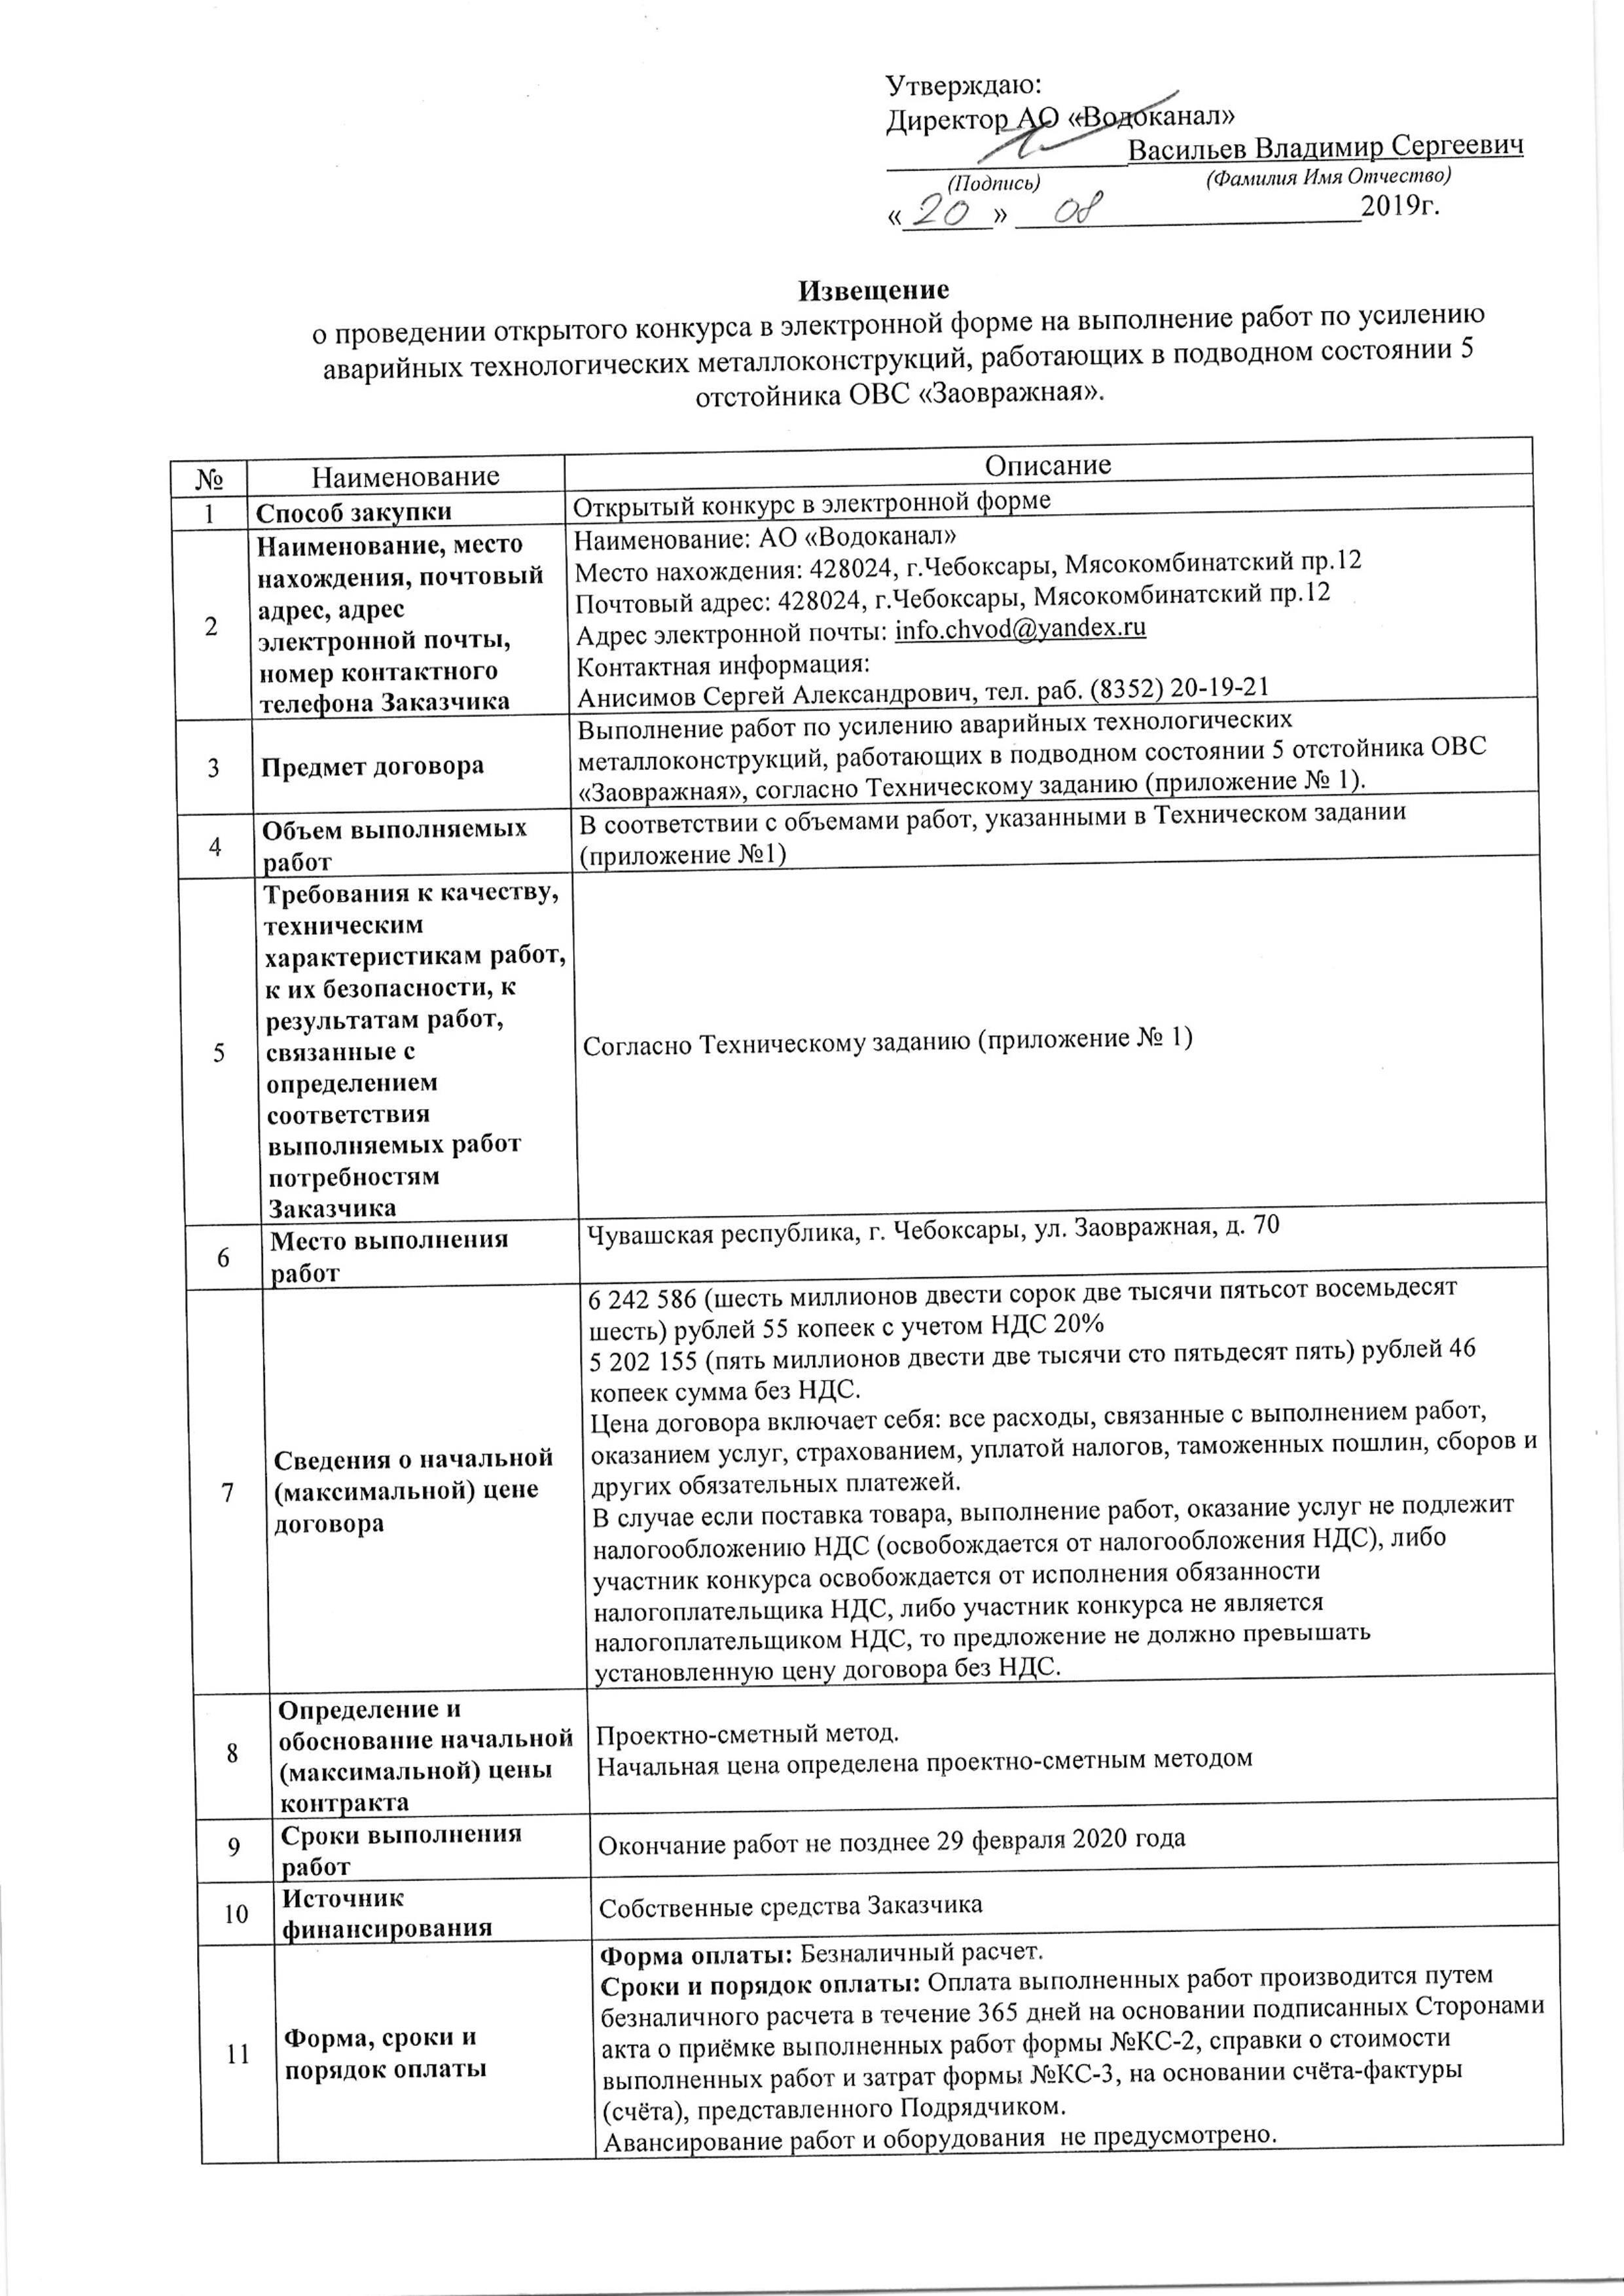 Утверждаю:
Директор АО «Водоканал»
Васильев Владимир Сергеевич
(Подпись) (Фамилия Имя Отчество)
«20» 08 2019г.
Извещение
о проведении открытого конкурса в электронной форме на выполнение работ по усилению
аварийных технологических металлоконструкций, работающих в подводном состоянии 5
отстойника ОВС «Заовражная».
№ Наименование Описание
1 Способ закупки Открытый конкурс в электронной форме
2
Наименование, место
нахождения, почтовый
адрес, адрес
электронной почты,
номер контактного
телефона Заказчика
Наименование: АО «Водоканал»
Место нахождения: 428024, г.Чебоксары, Мясокомбинатский пр.12
Почтовый адрес: 428024, г.Чебоксары, Мясокомбинатский пр.12
Адрес электронной почты: info.chvod@yandex.ru
Контактная информация:
Анисимов Сергей Александрович, тел. раб. (8352) 20-19-21
3
Предмет договора
Выполнение работ по усилению аварийных технологических
металлоконструкций, работающих в подводном состоянии 5 отстойника ОВС
«Заовражная», согласно Техническому заданию (приложение № 1).
4
Объем выполняемых
работ
В соответствии с объемами работ, указанными в Техническом задании
(приложение №1)
5
Требования к качеству,
техническим
характеристикам работ,
к их безопасности, к
результатам работ,
связанные с
определением
соответствия
выполняемых работ
потребностям
Заказчика
Согласно Техническому заданию (приложение № 1)
6
Место выполнения
работ
Чувашская республика, г. Чебоксары, ул. Заовражная, д. 70
7
Сведения о начальной
(максимальной) цене
договора
6 242 586 (шесть миллионов двести сорок две тысячи пятьсот восемьдесят
шесть) рублей 55 копеек с учетом НДС 20%
5 202 155 (пять миллионов двести две тысячи сто пятьдесят пять) рублей 46
копеек сумма без НДС.
Цена договора включает себя: все расходы, связанные с выполнением работ,
оказанием услуг, страхованием, уплатой налогов, таможенных пошлин, сборов и
других обязательных платежей.
В случае если поставка товара, выполнение работ, оказание услуг не подлежит
налогообложению НДС (освобождается от налогообложения НДС), либо
участник конкурса освобождается от исполнения обязанности
налогоплательщика НДС, либо участник конкурса не является
налогоплательщиком НДС, то предложение не должно превышать
установленную цену договора без НДС.
8
Определение и
обоснование начальной
(максимальной) цены
контракта
Проектно-сметный метод.
Начальная цена определена проектно-сметным методом
9
Сроки выполнения
работ
Окончание работ не позднее 29 февраля 2020 года
10
Источник
финансирования
Собственные средства Заказчика
11
Форма, сроки и
порядок оплаты
Форма оплаты: Безналичный расчет.
Сроки и порядок оплаты: Оплата выполненных работ производится путем
безналичного расчета в течение 365 дней на основании подписанных Сторонами
акта о приёмке выполненных работ формы №КС-2, справки о стоимости
выполненных работ и затрат формы №КС-3, на основании счёта-фактуры
(счёта), представленного Подрядчиком.
Авансирование работ и оборудования не предусмотрено.